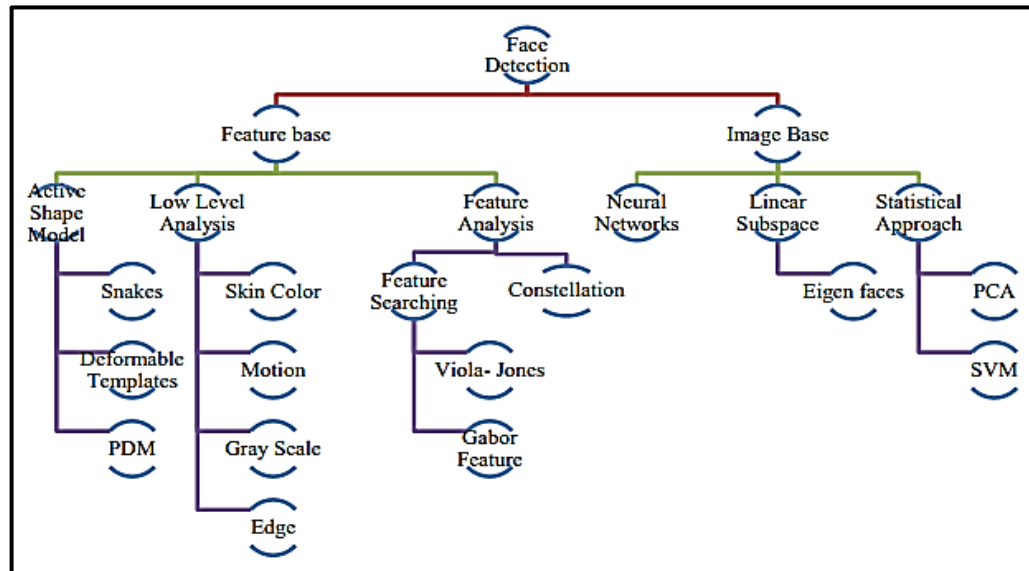 Face
Detection
Feature base
Image Base
Active
Shape
Model
Low Level
Analysis
Feature
Analysis
Neural
Networks
Linear
Subspace
Statistical
Approach
Snakes
Skin Color
Feature
Searching
Constellation
Eigen faces
PCA
Deformable
Templates
Motion
Viola- Jones
SVM
PDM
Gray Scale
Gabor
Feature
Edge